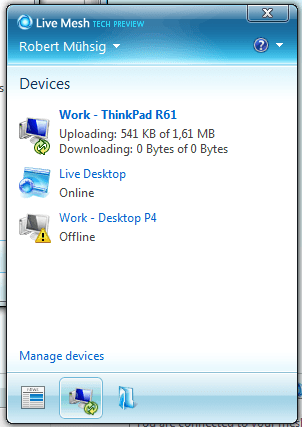 Live Mesh TECH PREVIEW
Robert Mühsig
?
Devices
Work - ThinkPad R61
Uploading: 541 KB of 1,61 MB
Downloading: 0 Bytes of 0 Bytes
Live Desktop
Online
Work - Desktop P4
Offline
Manage devices
You are connected to your mesh